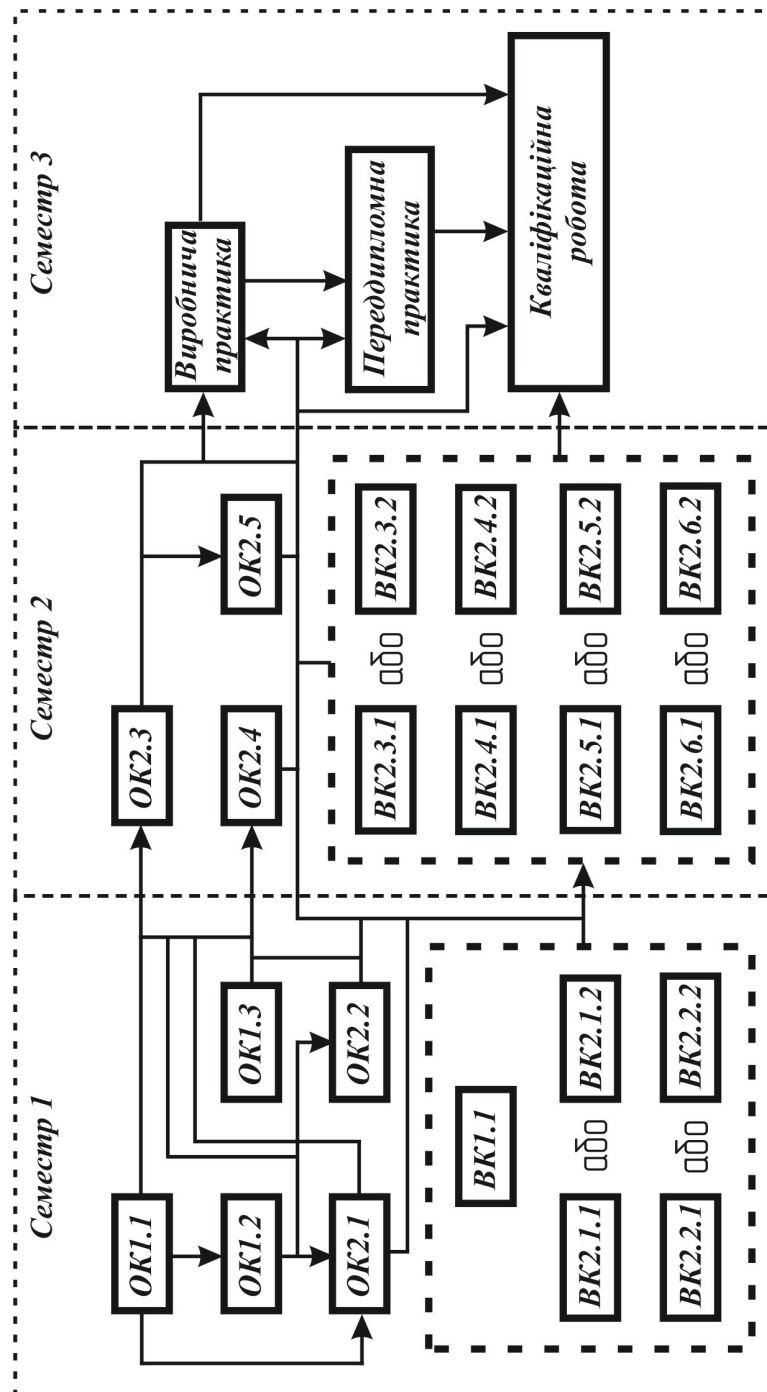 Семестр 1
ОК1.1
ОК1.2
ОК1.3
ОК2.1
ОК2.2
ВК1.1
ВК2.1.1 або ВК2.1.2
ВК2.2.1 або ВК2.2.2
Семестр 2
ОК2.3
ОК2.4
ОК2.5
ВК2.3.1 або ВК2.3.2
ВК2.4.1 або ВК2.4.2
ВК2.5.1 або ВК2.5.2
ВК2.6.1 або ВК2.6.2
Семестр 3
Виробнича
практика
Переддипломна
практика
Кваліфікаційна
робота